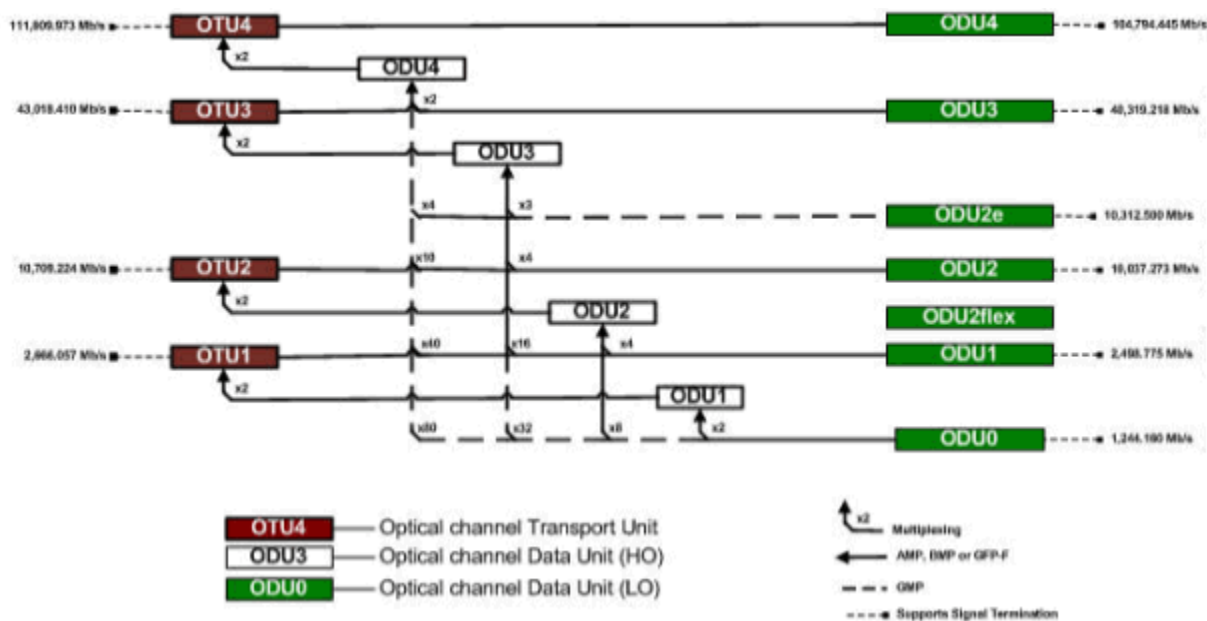 111,809.973 Mb/s
OTU4
ODU4
104,794.445 Mb/s
x2
ODU4
x2
43,018.410 Mb/s
OTU3
ODU3
40,319.218 Mb/s
x2
ODU3
x4
x3
ODU2e
10,312.500 Mb/s
10,709.224 Mb/s
OTU2
x10
x4
ODU2
10,037.273 Mb/s
x2
ODU2
ODU2flex
2,666.057 Mb/s
OTU1
x40
x16
x4
ODU1
2,498.775 Mb/s
x2
ODU1
x80
x32
x8
x2
ODU0
1,244.160 Mb/s
OTU4
Optical channel Transport Unit
ODU3
Optical channel Data Unit (HO)
ODU0
Optical channel Data Unit (LO)
x2
Multiplexing
AMP, BMP or GFP-F
GMP
Supports Signal Termination